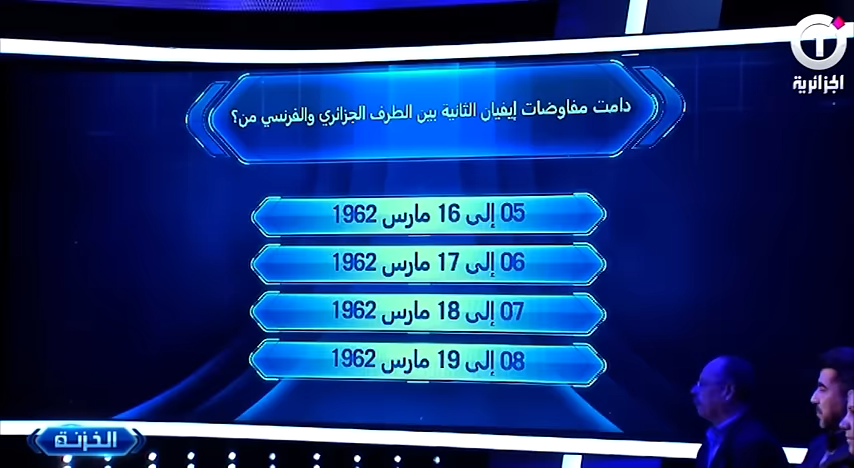 1
الجزائرية
دامت مفاوضات إيفيان الثانية بين الطرف الجزائري والفرنسي من؟
05 إلى 16 مارس 1962
06 إلى 17 مارس 1962
07 إلى 18 مارس 1962
08 إلى 19 مارس 1962
الخزنة